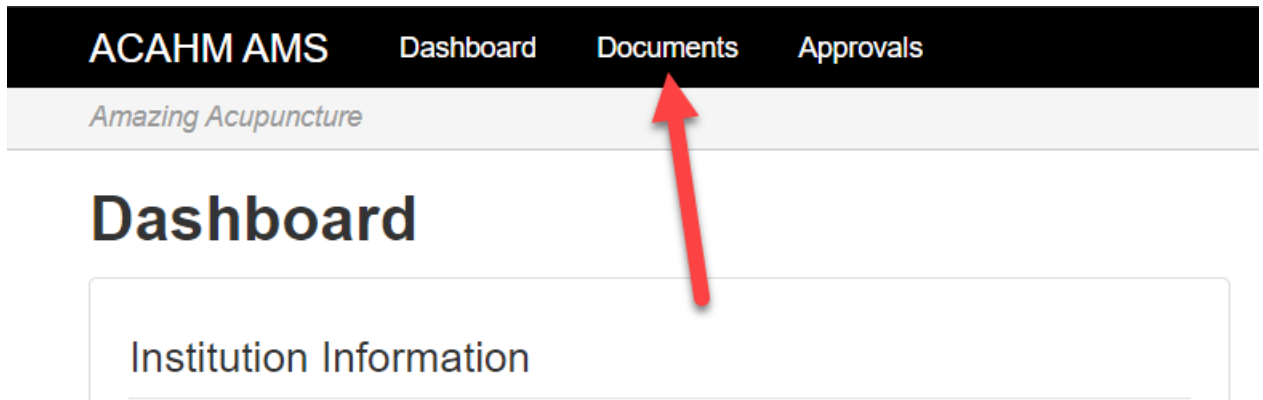 ACAHM AMS Dashboard Documents Approvals
Amazing Acupuncture
Dashboard
Institution Information